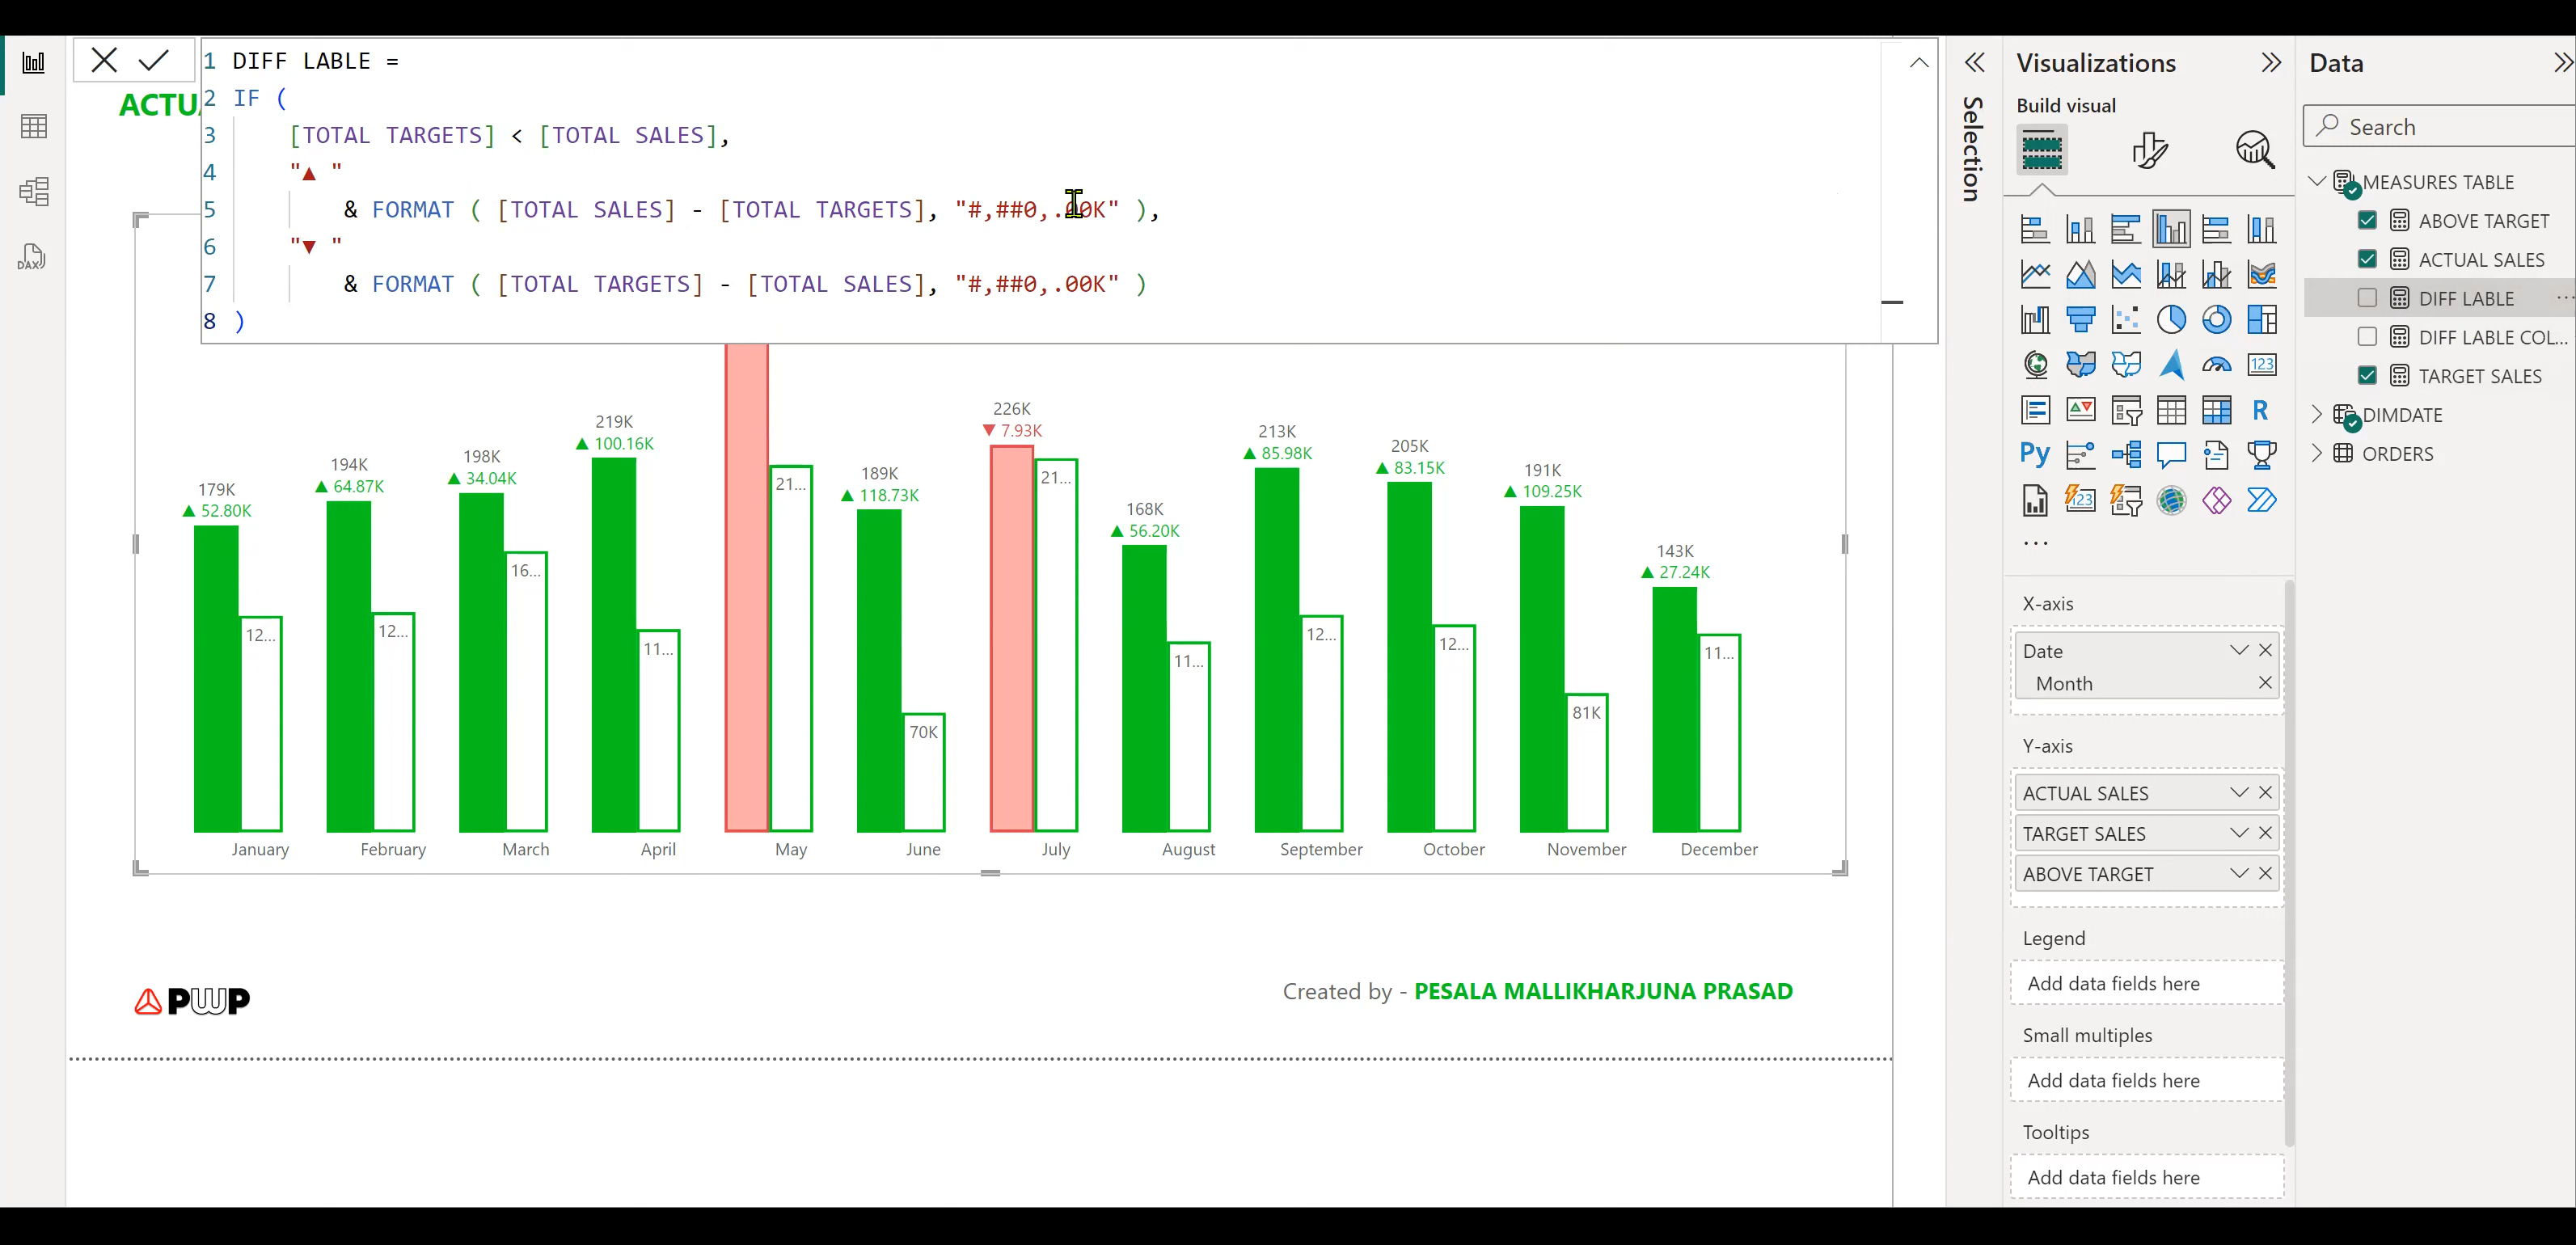 1 DIFF LABLE =
2 IF (
3 [TOTAL TARGETS] < [TOTAL SALES],
4 "▲ "
5 & FORMAT ( [TOTAL SALES] - [TOTAL TARGETS], "#,##0,.00K" ),
6 "▼ "
7 & FORMAT ( [TOTAL TARGETS] - [TOTAL SALES], "#,##0,.00K" )
8 )
179K
▲ 52.80K
12...
194K
▲ 64.87K
12...
198K
▲ 34.04K
16...
219K
▲ 100.16K
11...
21...
189K
▲ 118.73K
70K
226K
▼ 7.93K
21...
168K
▲ 56.20K
11...
213K
▲ 85.98K
12...
205K
▲ 83.15K
12...
191K
▲ 109.25K
81K
143K
▲ 27.24K
11...
January February March April May June July August September October November December
PWP
Created by - PESALA MALLIKHARJUNA PRASAD
DAX
Selection
Visualizations
Build visual
123
R
Py
123
...
X-axis
Date
Month
Y-axis
ACTUAL SALES
TARGET SALES
ABOVE TARGET
Legend
Add data fields here
Small multiples
Add data fields here
Tooltips
Add data fields here
Data
Search
MEASURES TABLE
ABOVE TARGET
ACTUAL SALES
DIFF LABLE ...
DIFF LABLE COL...
TARGET SALES
DIMDATE
ORDERS